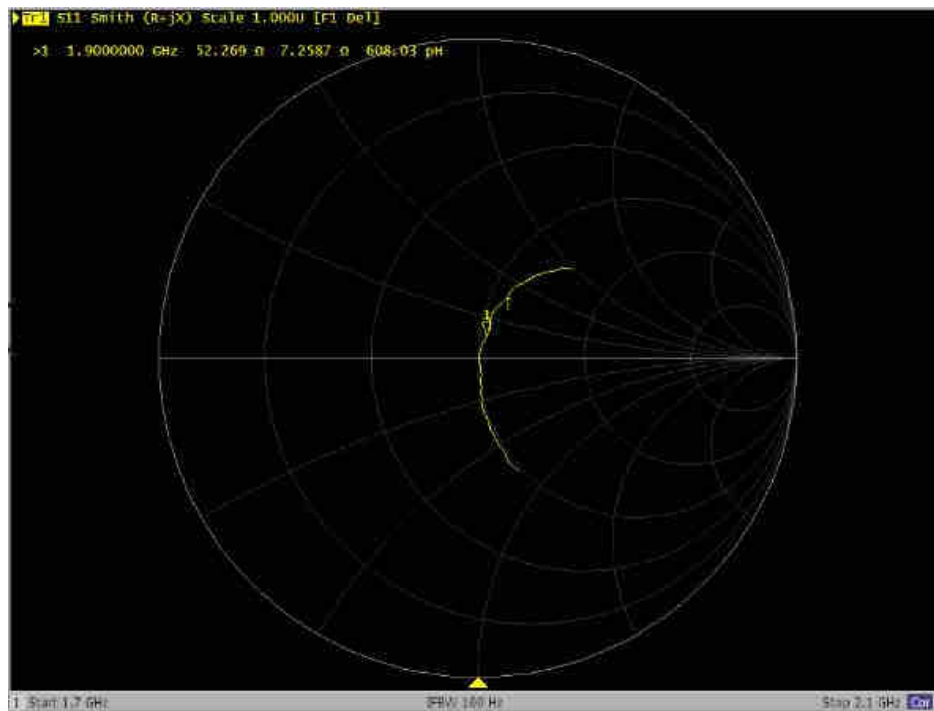 Tr1 S11 Smith (R+jX) Scale 1.000U [F1 Del]
>1 1.9000000 GHz 52.269 Ω 7.2587 Ω 608.03 pH
1
1 Start 1.7 GHz IFBW 100 Hz Stop 2.1 GHz Cor